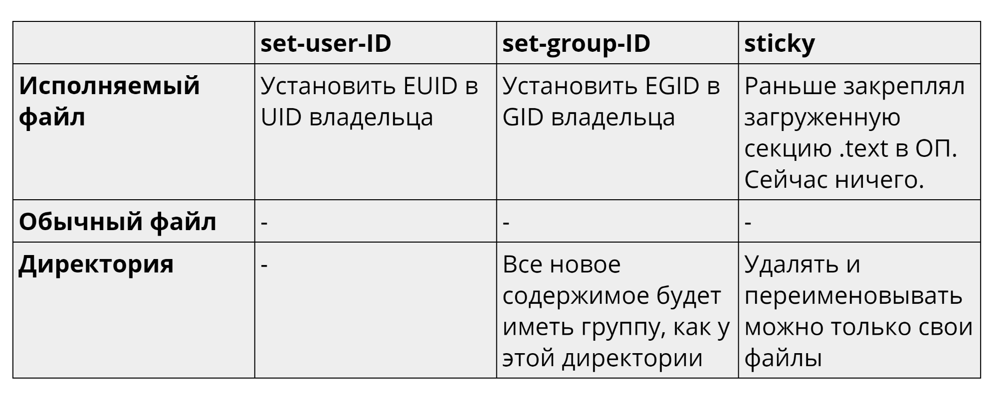 set-user-ID
set-group-ID
sticky
Исполняемый
файл
Установить EUID в
UID владельца
Установить EGID в
GID владельца
Раньше закреплял
загруженную
секцию .text в ОП.
Сейчас ничего.
Обычный файл
-
-
-
Директория
-
Все новое
содержимое будет
иметь группу, как у
этой директории
Удалять и
переименовывать
можно только свои
файлы